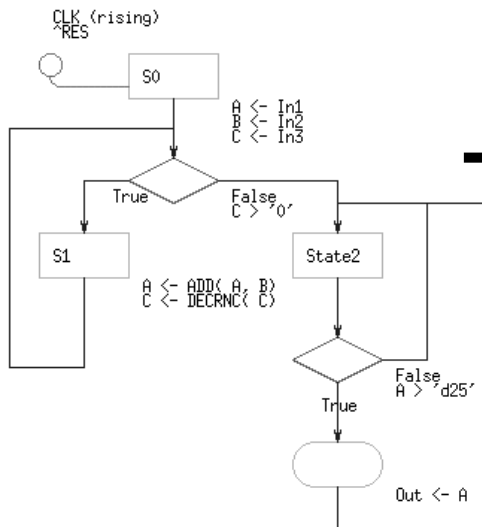 CLK (rising)
^RES
S0
A <- In1
B <- In2
C <- In3
True
False
C > '0'
S1
State2
A <- ADD( A, B)
C <- DECRNC( C)
False
A > 'd25'
True
Out <- A